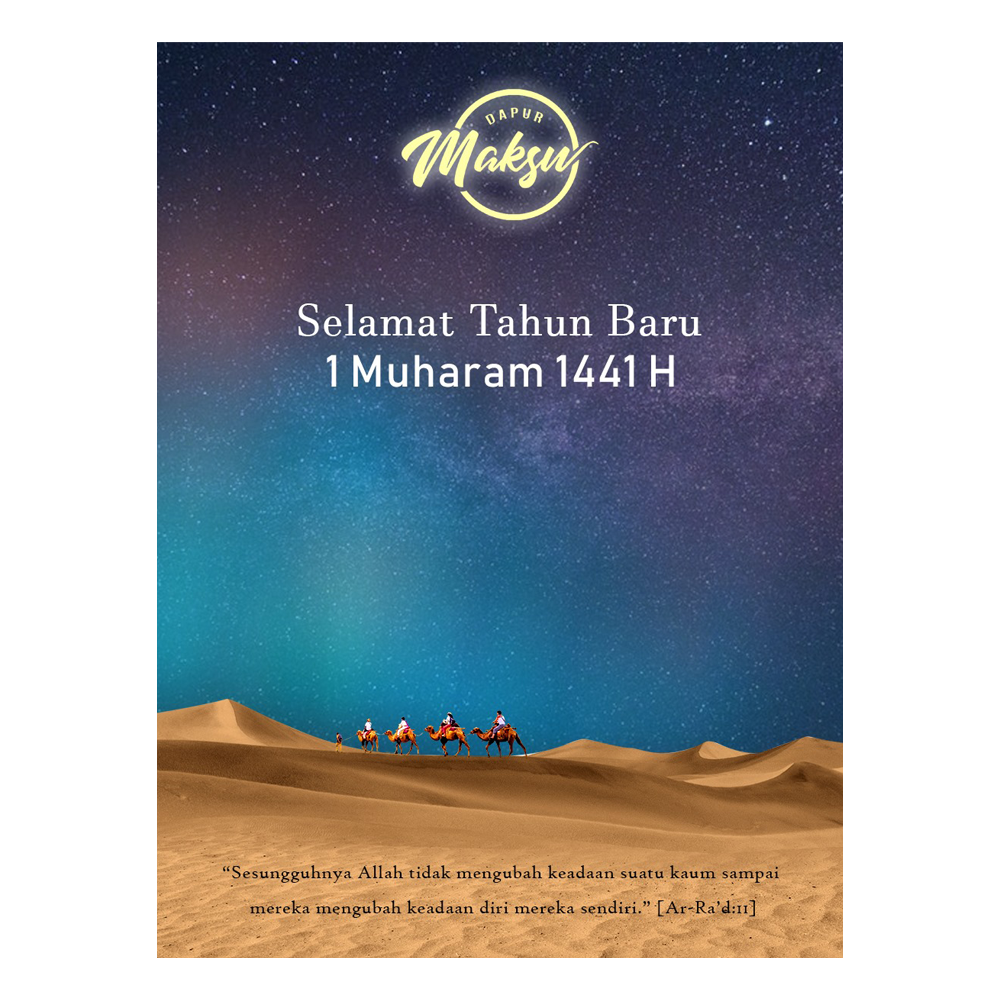 DAPUR
Maksu
Selamat Tahun Baru
1 Muharam 1441 H
“Sesungguhnya Allah tidak mengubah keadaan suatu kaum sampai
mereka mengubah keadaan diri mereka sendiri.” [Ar-Ra’d:11]